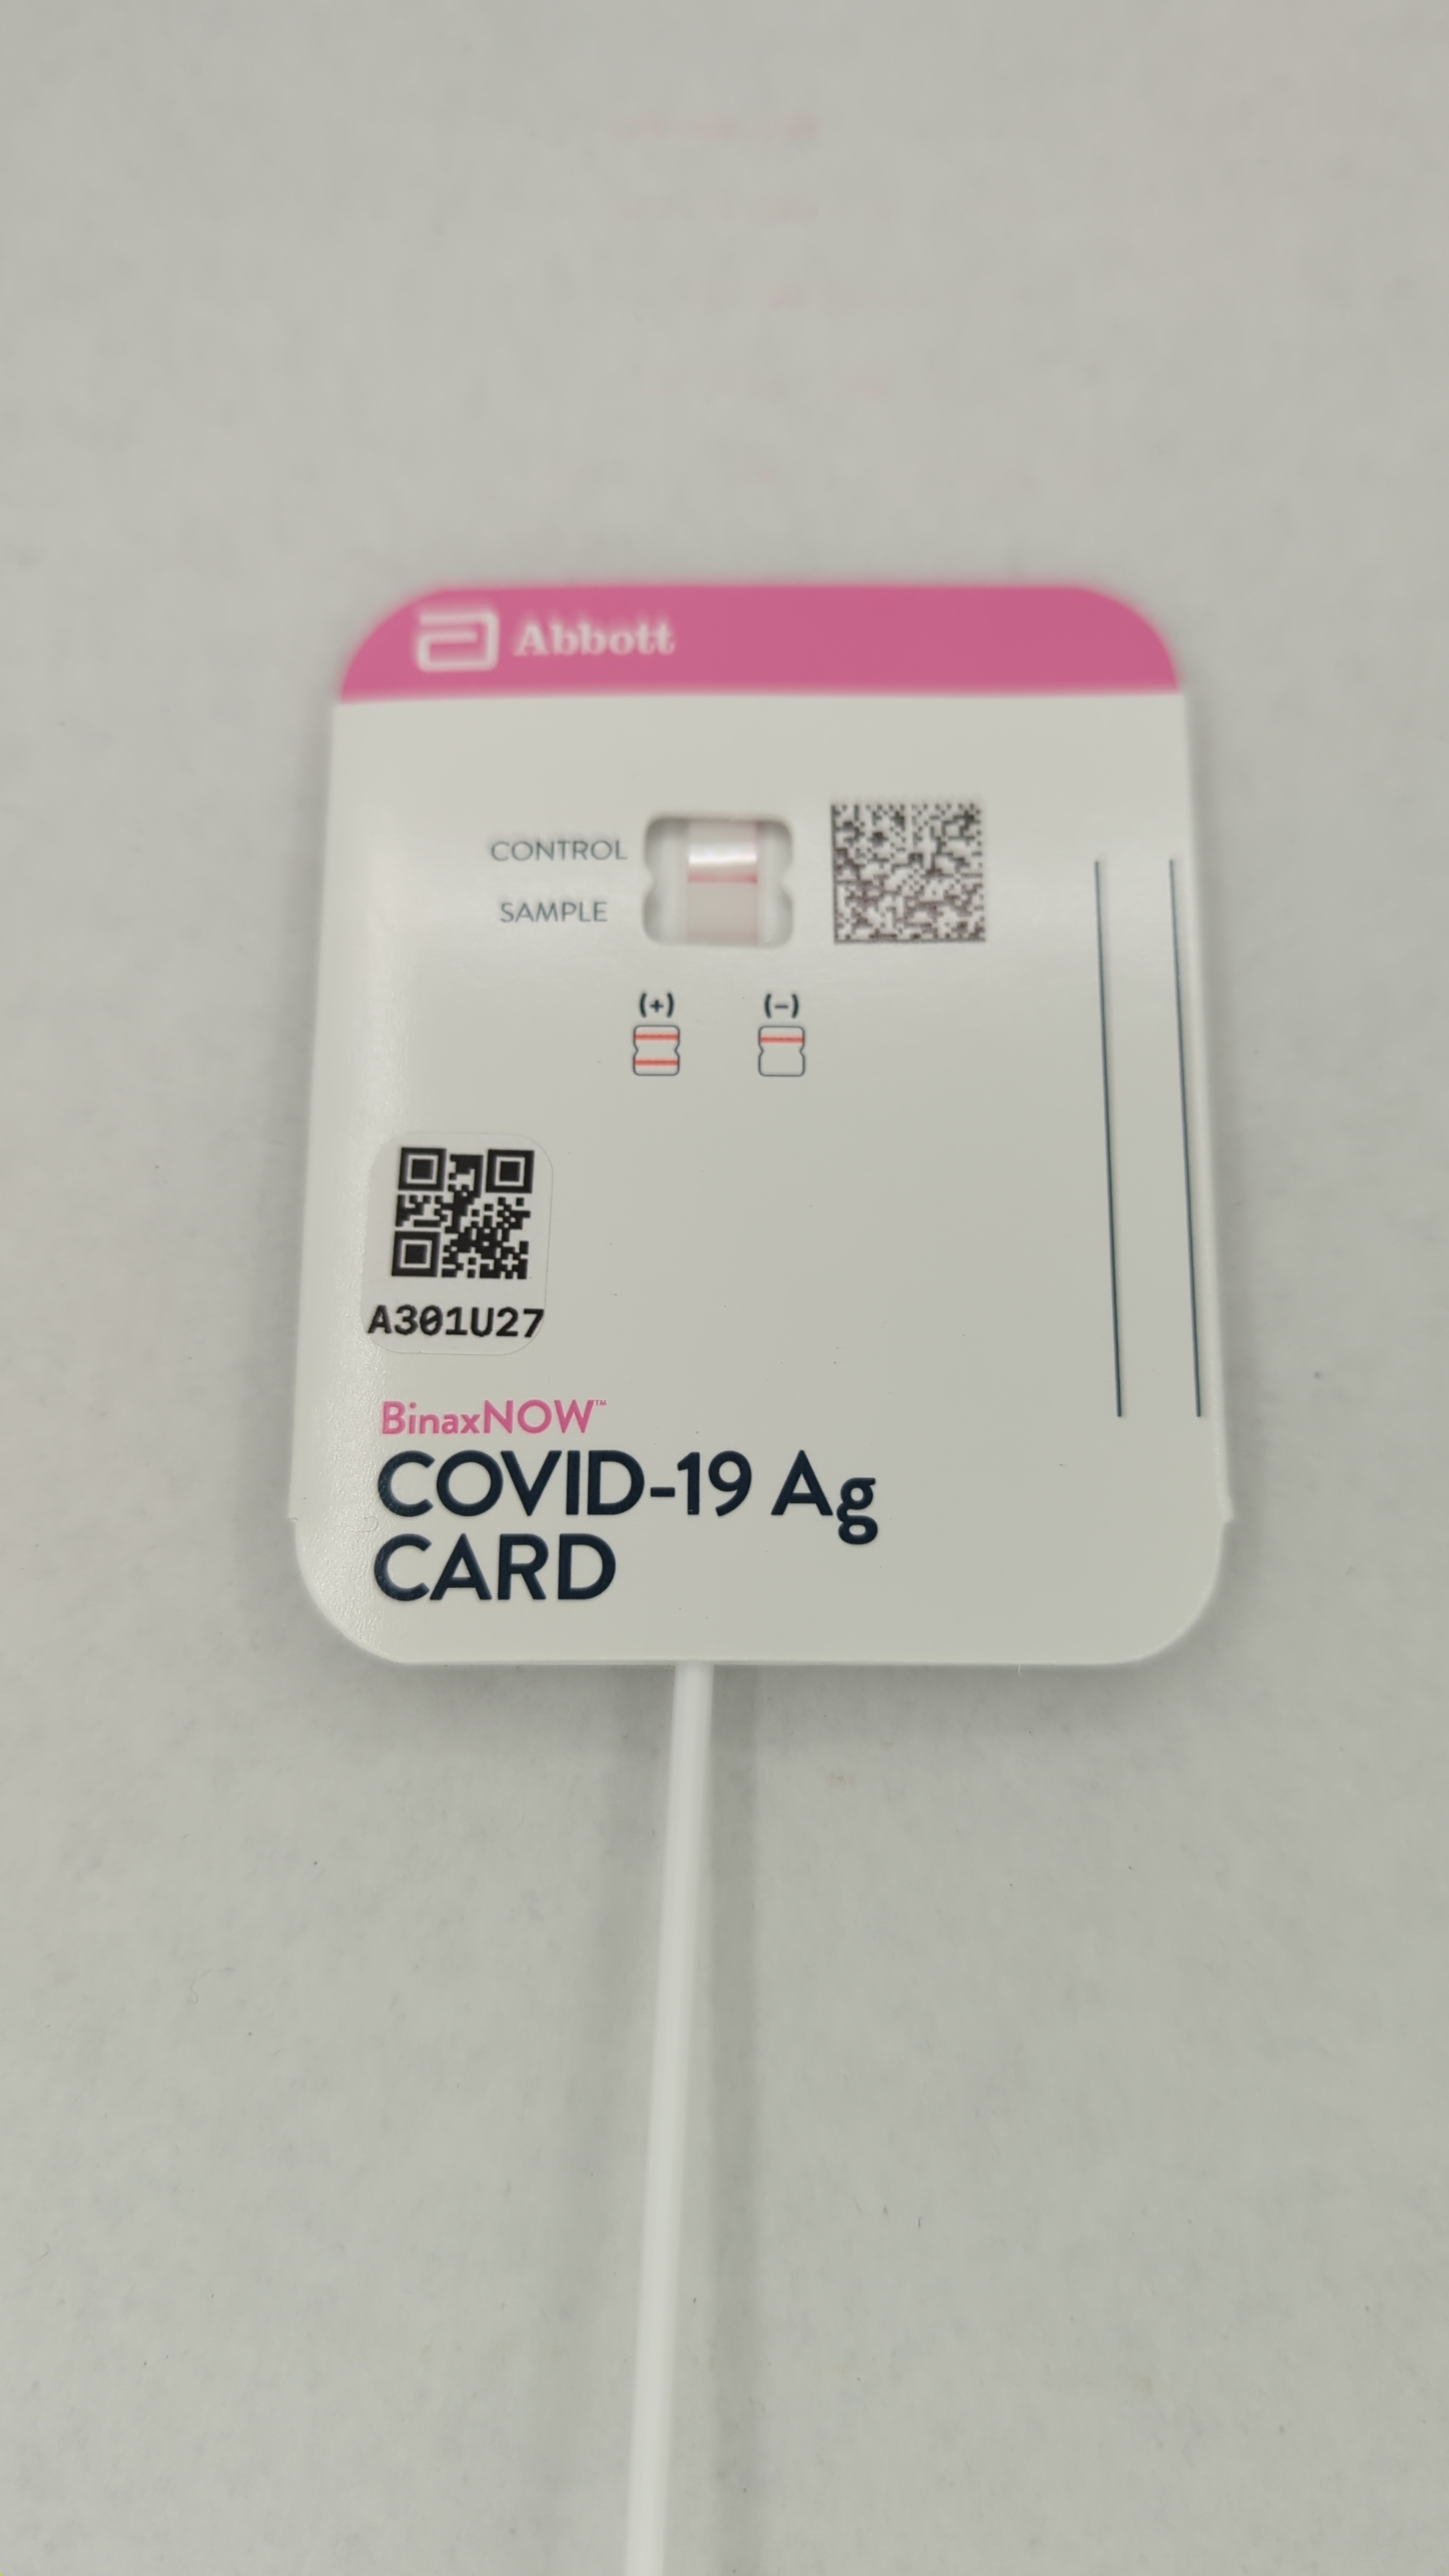 Abbott
CONTROL
SAMPLE
(+) (-)
A301U27
BinaxNOW™
COVID-19 Ag
CARD